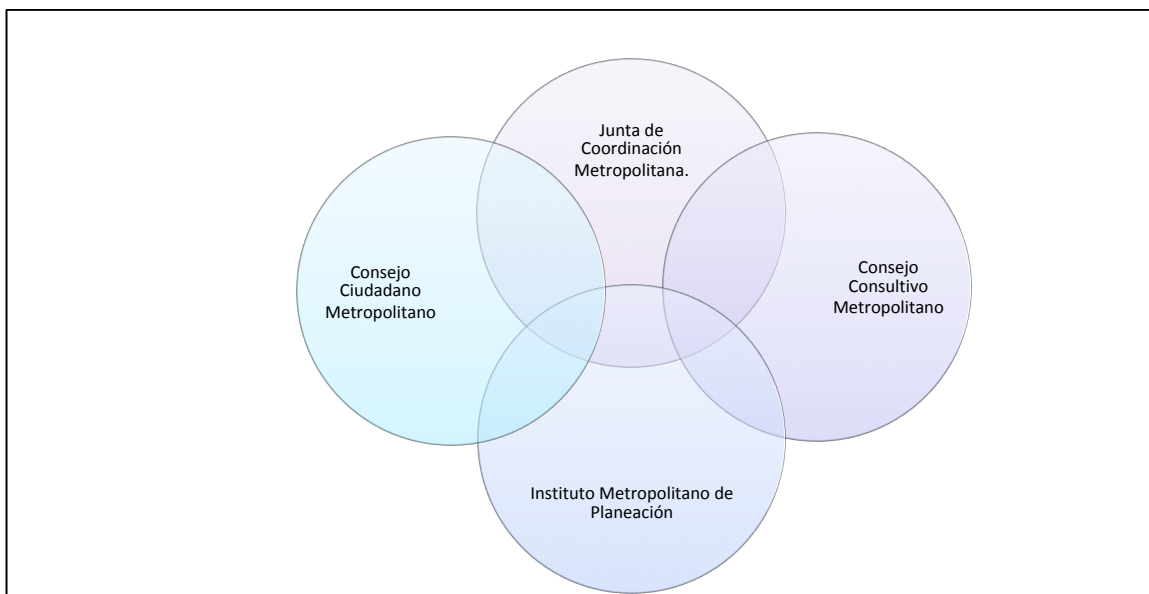 Junta de
Coordinación
Metropolitana.
Consejo
Ciudadano
Metropolitano
Consejo
Consultivo
Metropolitano
Instituto Metropolitano de
Planeación